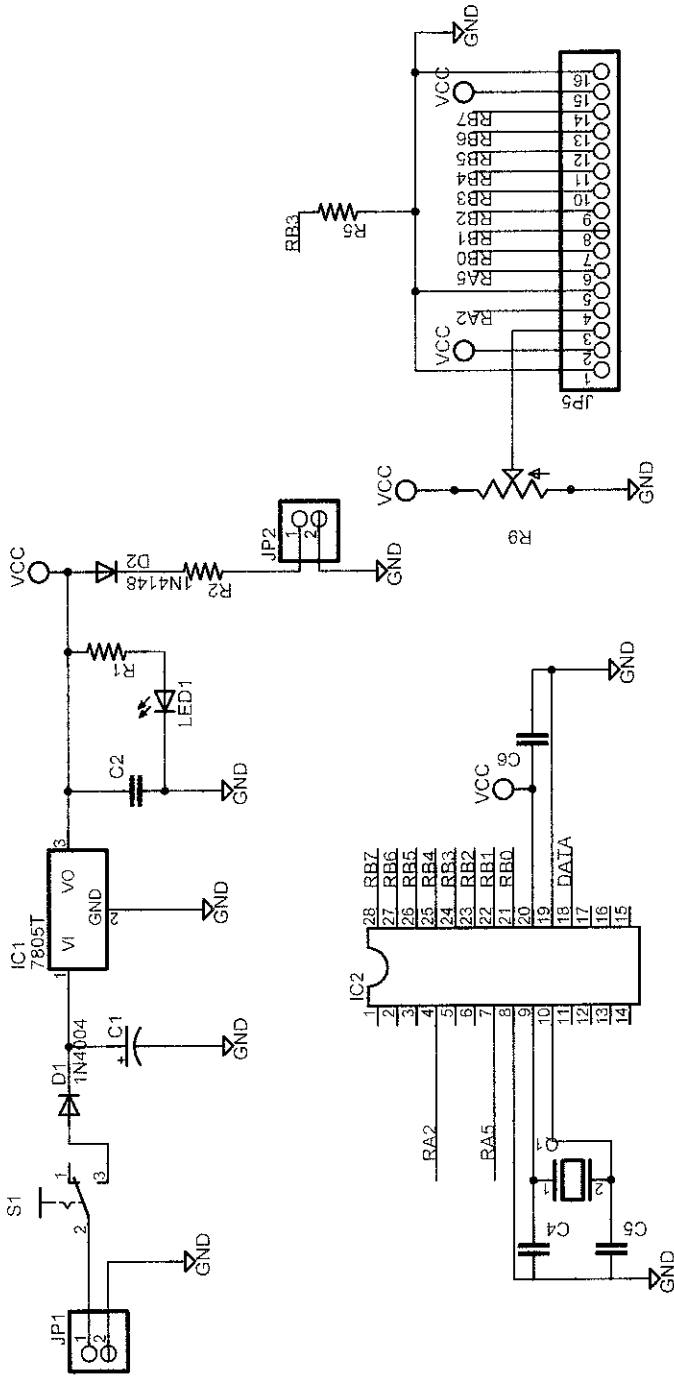 JP1
1
2
GND
S1
2
1
3
D1
1N4004
C1
+
GND
IC1
7805T
1
VI
VO
3
GND
2
GND
C2
GND
LED1
R1
VCC
D2
1N4148
R2
JP2
1
2
GND
RB3
R5
GND
VCC
RA2
VCC
RA5
RB0
RB1
RB2
RB3
RB4
RB5
RB6
RB7
1
2
3
4
5
6
7
8
9
10
11
12
13
14
15
16
JP5
VCC
R9
GND
IC2
1
2
3
4
5
6
7
8
9
10
11
12
13
14
28
27
26
25
24
23
22
21
20
19
18
17
16
15
RB7
RB6
RB5
RB4
RB3
RB2
RB1
RB0
DATA
RA2
RA5
Q1
1
2
C4
C5
GND
VCC
C6
GND